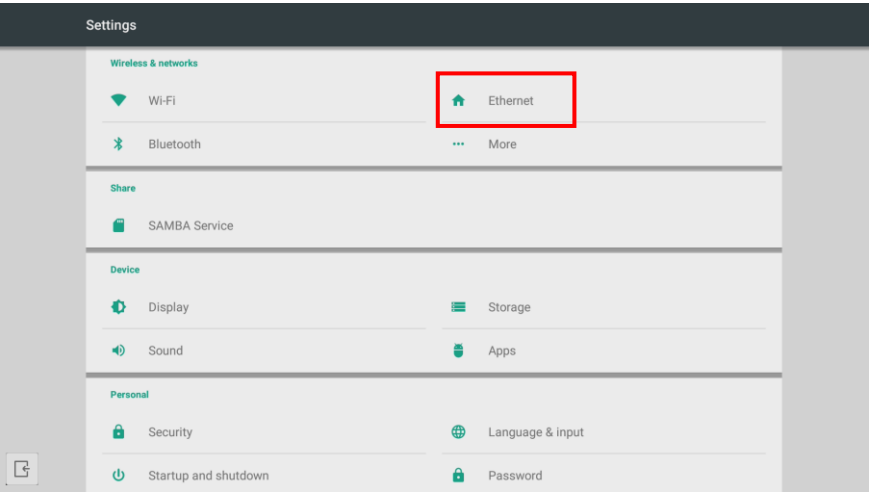 Settings
Wireless & networks
Wi-Fi
Ethernet
Bluetooth
More
Share
SAMBA Service
Device
Display
Storage
Sound
Apps
Personal
Security
Language & input
Startup and shutdown
Password